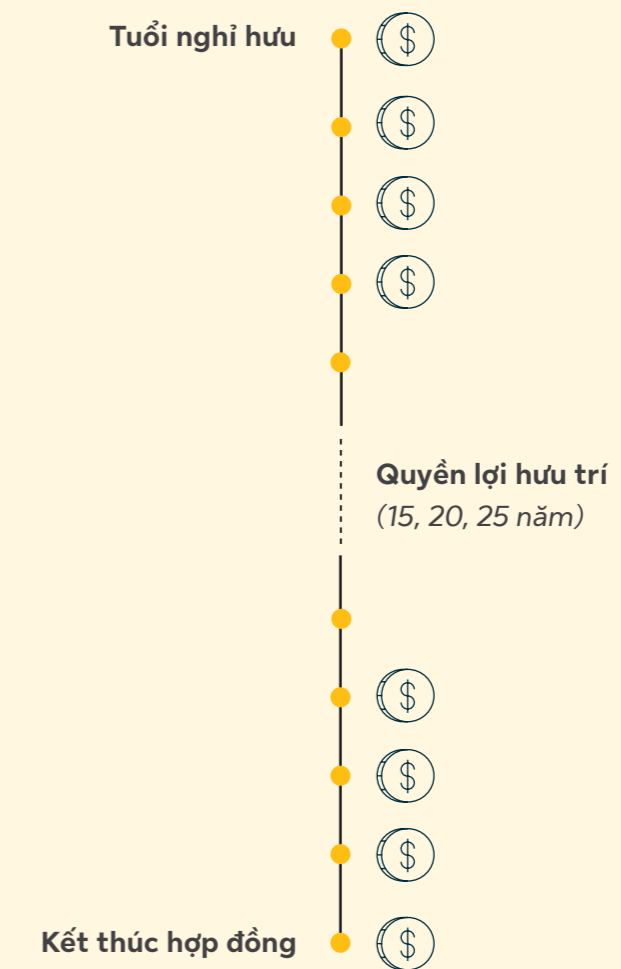 Tuổi nghỉ hưu
$
$
$
$
Quyền lợi hưu trí
(15, 20, 25 năm)
$
$
$
Kết thúc hợp đồng
$